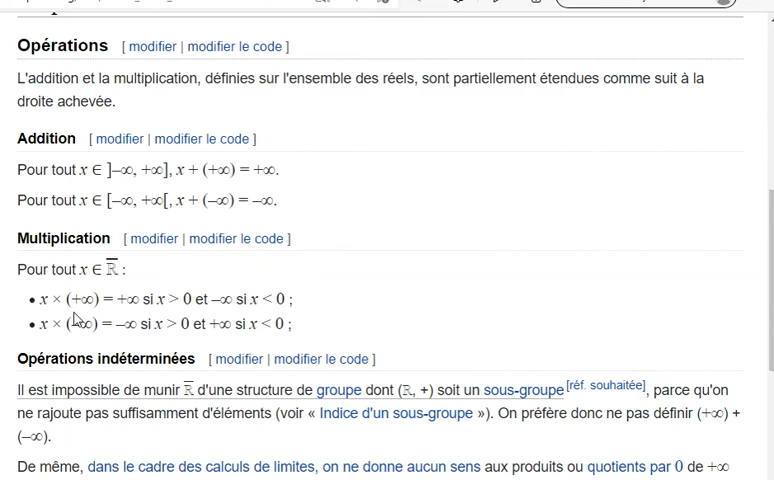 Opérations [ modifier | modifier le code ]
L'addition et la multiplication, définies sur l'ensemble des réels, sont partiellement étendues comme suit à la
droite achevée.
Addition [ modifier | modifier le code ]
Pour tout x ∈ ]–∞, +∞], x + (+∞) = +∞.
Pour tout x ∈ [–∞, +∞[, x + (–∞) = –∞.
Multiplication [ modifier | modifier le code ]
Pour tout x ∈ ℝ̅ :
• x × (+∞) = +∞ si x > 0 et –∞ si x < 0 ;
• x × (–∞) = –∞ si x > 0 et +∞ si x < 0 ;
Opérations indéterminées [ modifier | modifier le code ]
Il est impossible de munir ℝ̅ d'une structure de groupe dont (ℝ, +) soit un sous-groupe[réf. souhaitée], parce qu'on
ne rajoute pas suffisamment d'éléments (voir « Indice d'un sous-groupe »). On préfère donc ne pas définir (+∞) +
(–∞).
De même, dans le cadre des calculs de limites, on ne donne aucun sens aux produits ou quotients par 0 de +∞